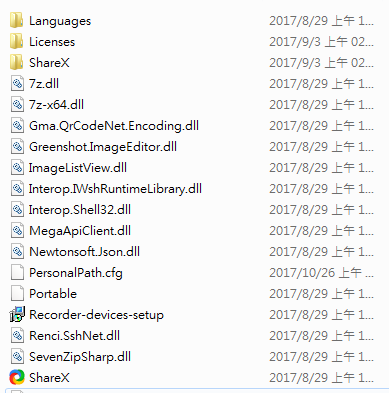 Languages 2017/8/29 上午 1...
Licenses 2017/9/3 上午 02...
ShareX 2017/9/3 上午 02...
7z.dll 2017/8/29 上午 1...
7z-x64.dll 2017/8/29 上午 1...
Gma.QrCodeNet.Encoding.dll 2017/8/29 上午 1...
Greenshot.ImageEditor.dll 2017/8/29 上午 1...
ImageListView.dll 2017/8/29 上午 1...
Interop.IWshRuntimeLibrary.dll 2017/8/29 上午 1...
Interop.Shell32.dll 2017/8/29 上午 1...
MegaApiClient.dll 2017/8/29 上午 1...
Newtonsoft.Json.dll 2017/8/29 上午 1...
PersonalPath.cfg 2017/10/26 上午 ...
Portable 2017/8/29 上午 1...
Recorder-devices-setup 2017/8/29 上午 1...
Renci.SshNet.dll 2017/8/29 上午 1...
SevenZipSharp.dll 2017/8/29 上午 1...
ShareX 2017/8/29 上午 1...